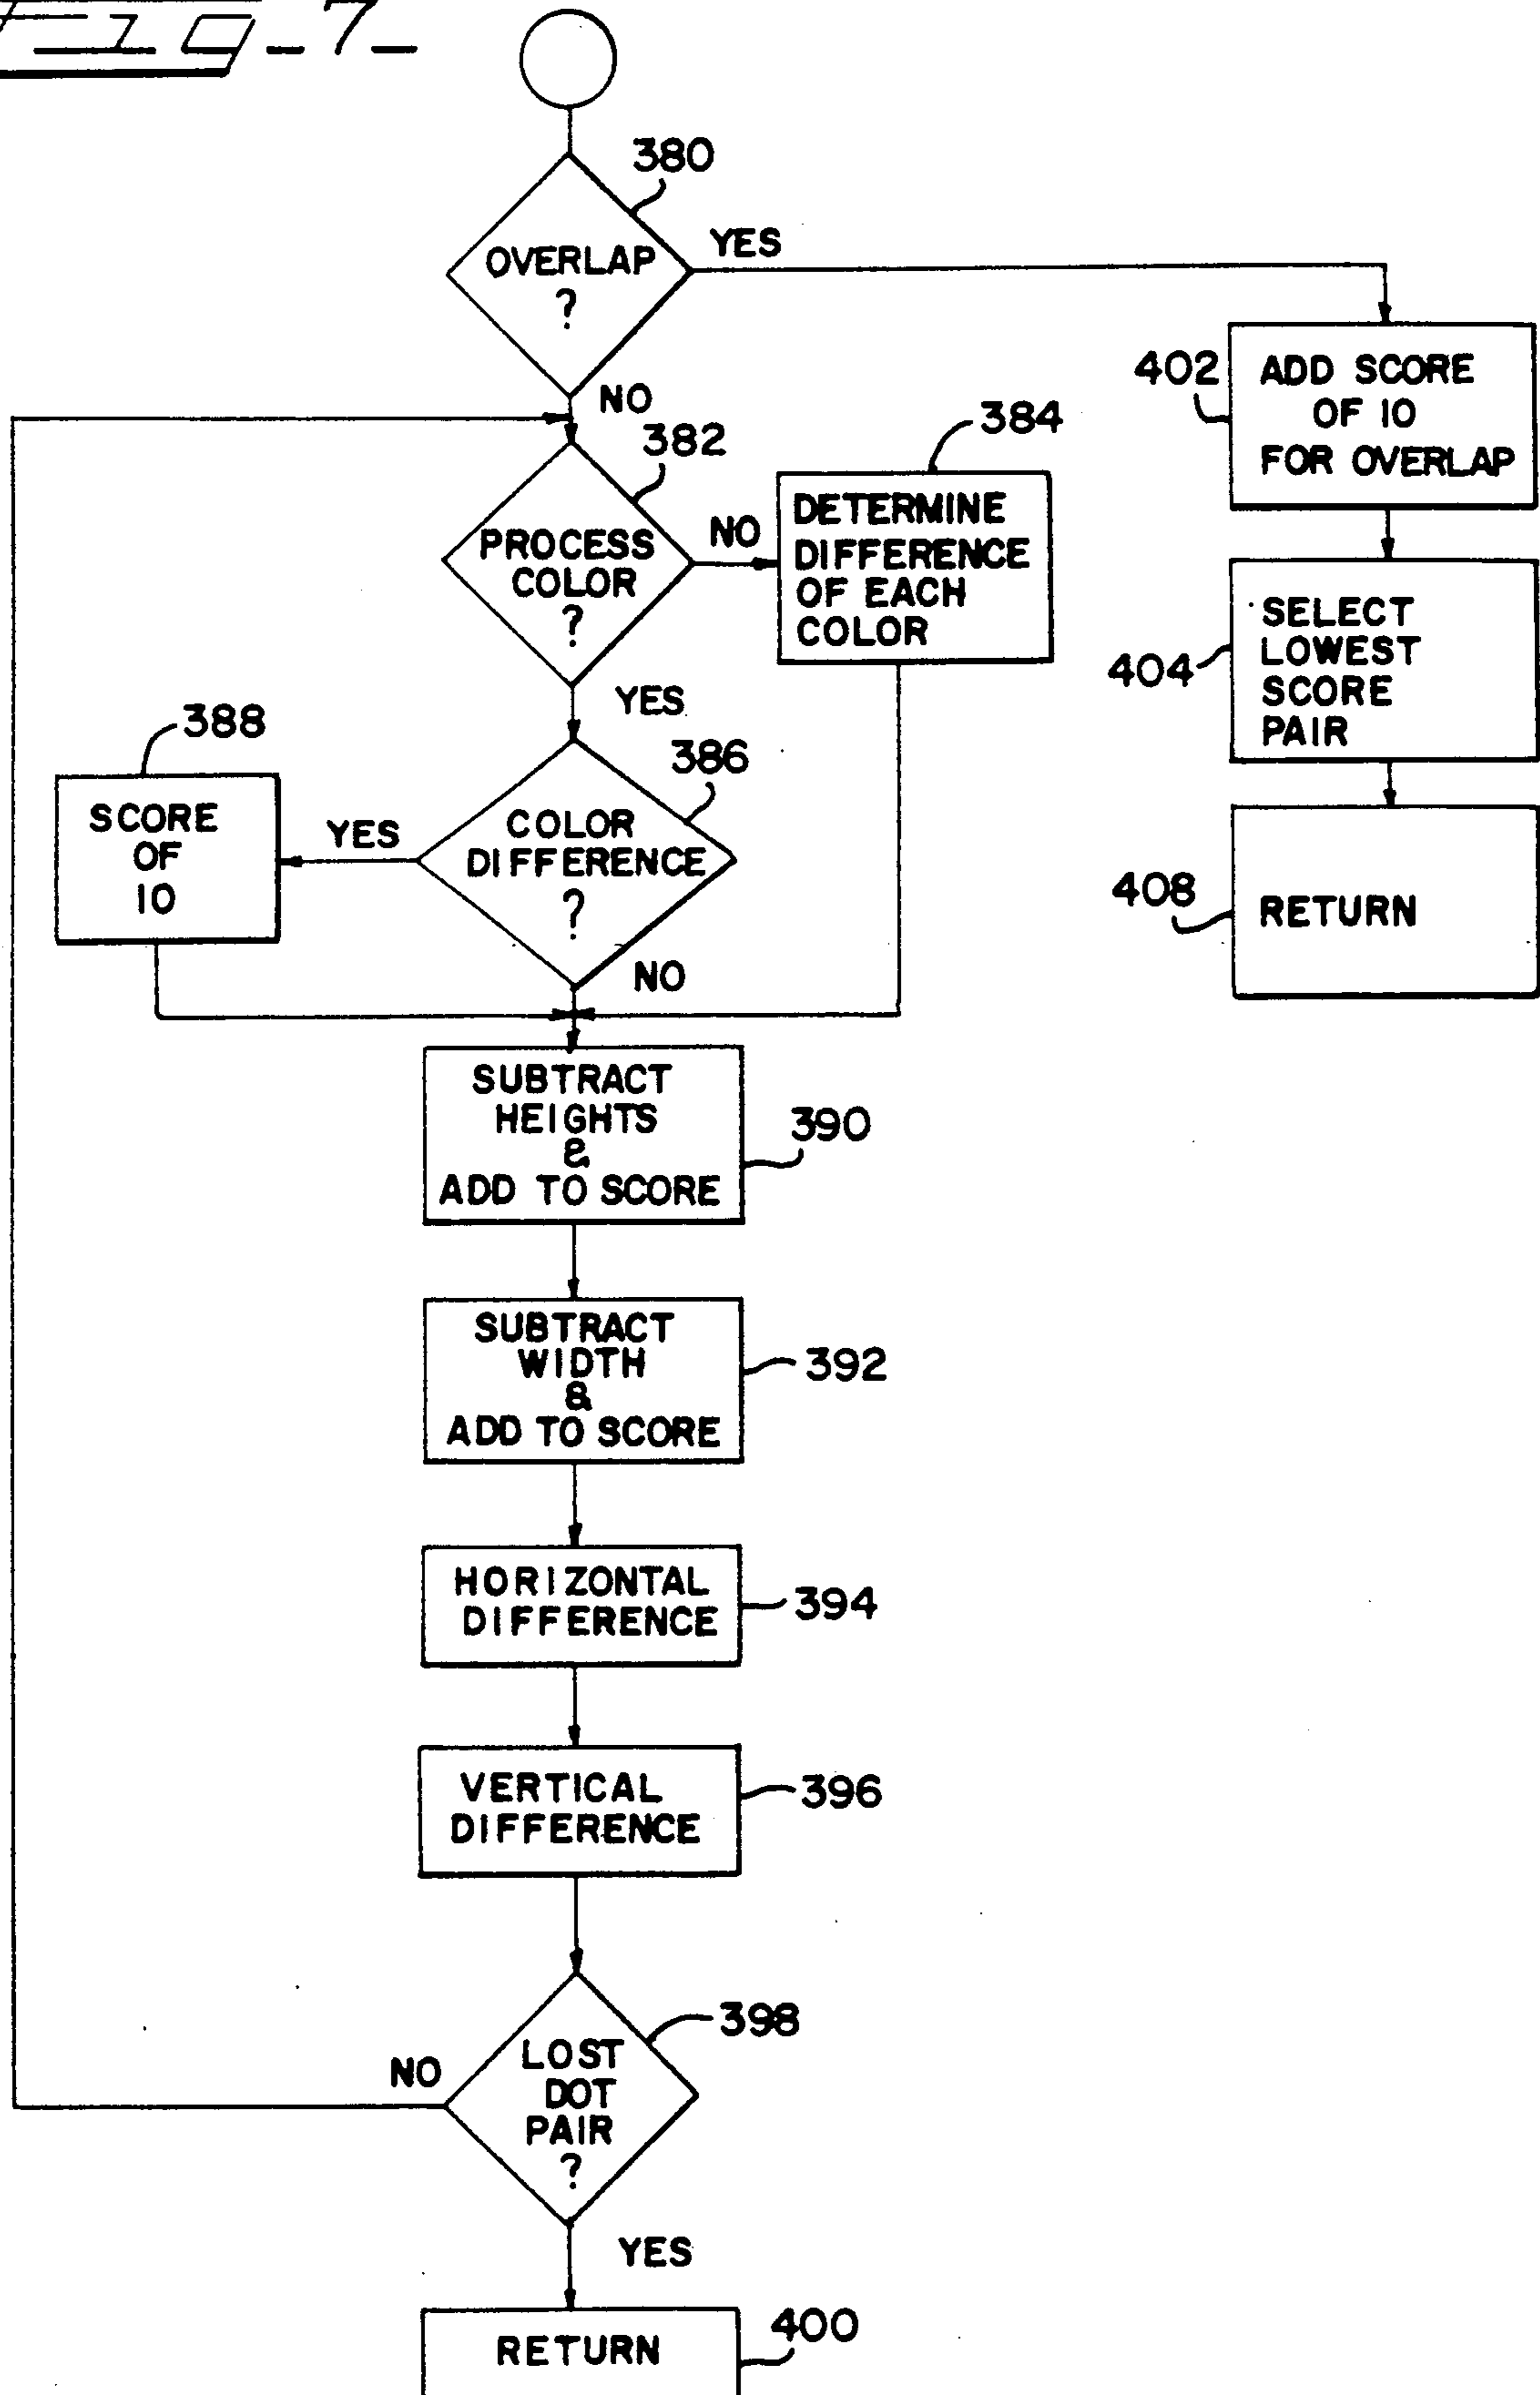 Fig-7-
380
OVERLAP
?
YES
NO
402
ADD SCORE
OF 10
FOR OVERLAP
382
PROCESS
COLOR
?
NO
384
DETERMINE
DIFFERENCE
OF EACH
COLOR
404
SELECT
LOWEST
SCORE
PAIR
YES
388
SCORE
OF
10
YES
386
COLOR
DIFFERENCE
?
NO
408
RETURN
SUBTRACT
HEIGHTS
&
ADD TO SCORE
390
SUBTRACT
WIDTH
&
ADD TO SCORE
392
HORIZONTAL
DIFFERENCE
394
VERTICAL
DIFFERENCE
396
398
LOST
DOT
PAIR
?
NO
YES
RETURN
400